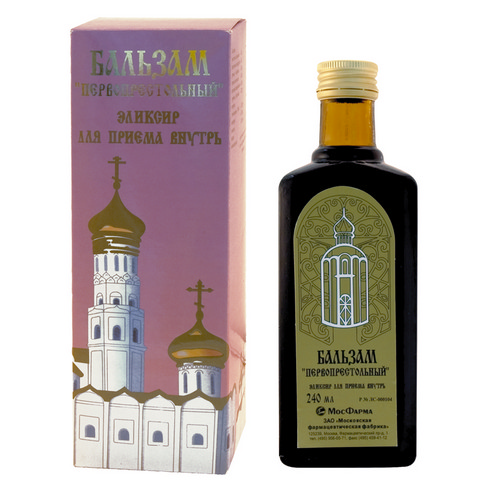 БАЛЬЗАМ
"ПЕРВОПРЕСТОЛЬНЫЙ"
ЭЛИКСИР
ДЛЯ ПРИЕМА ВНУТРЬ
БАЛЬЗАМ
"ПЕРВОПРЕСТОЛЬНЫЙ"
ЭЛИКСИР ДЛЯ ПРИЕМА ВНУТРЬ
240 МЛ
МосФарма
ЗАО «Московская
фармацевтическая фабрика»